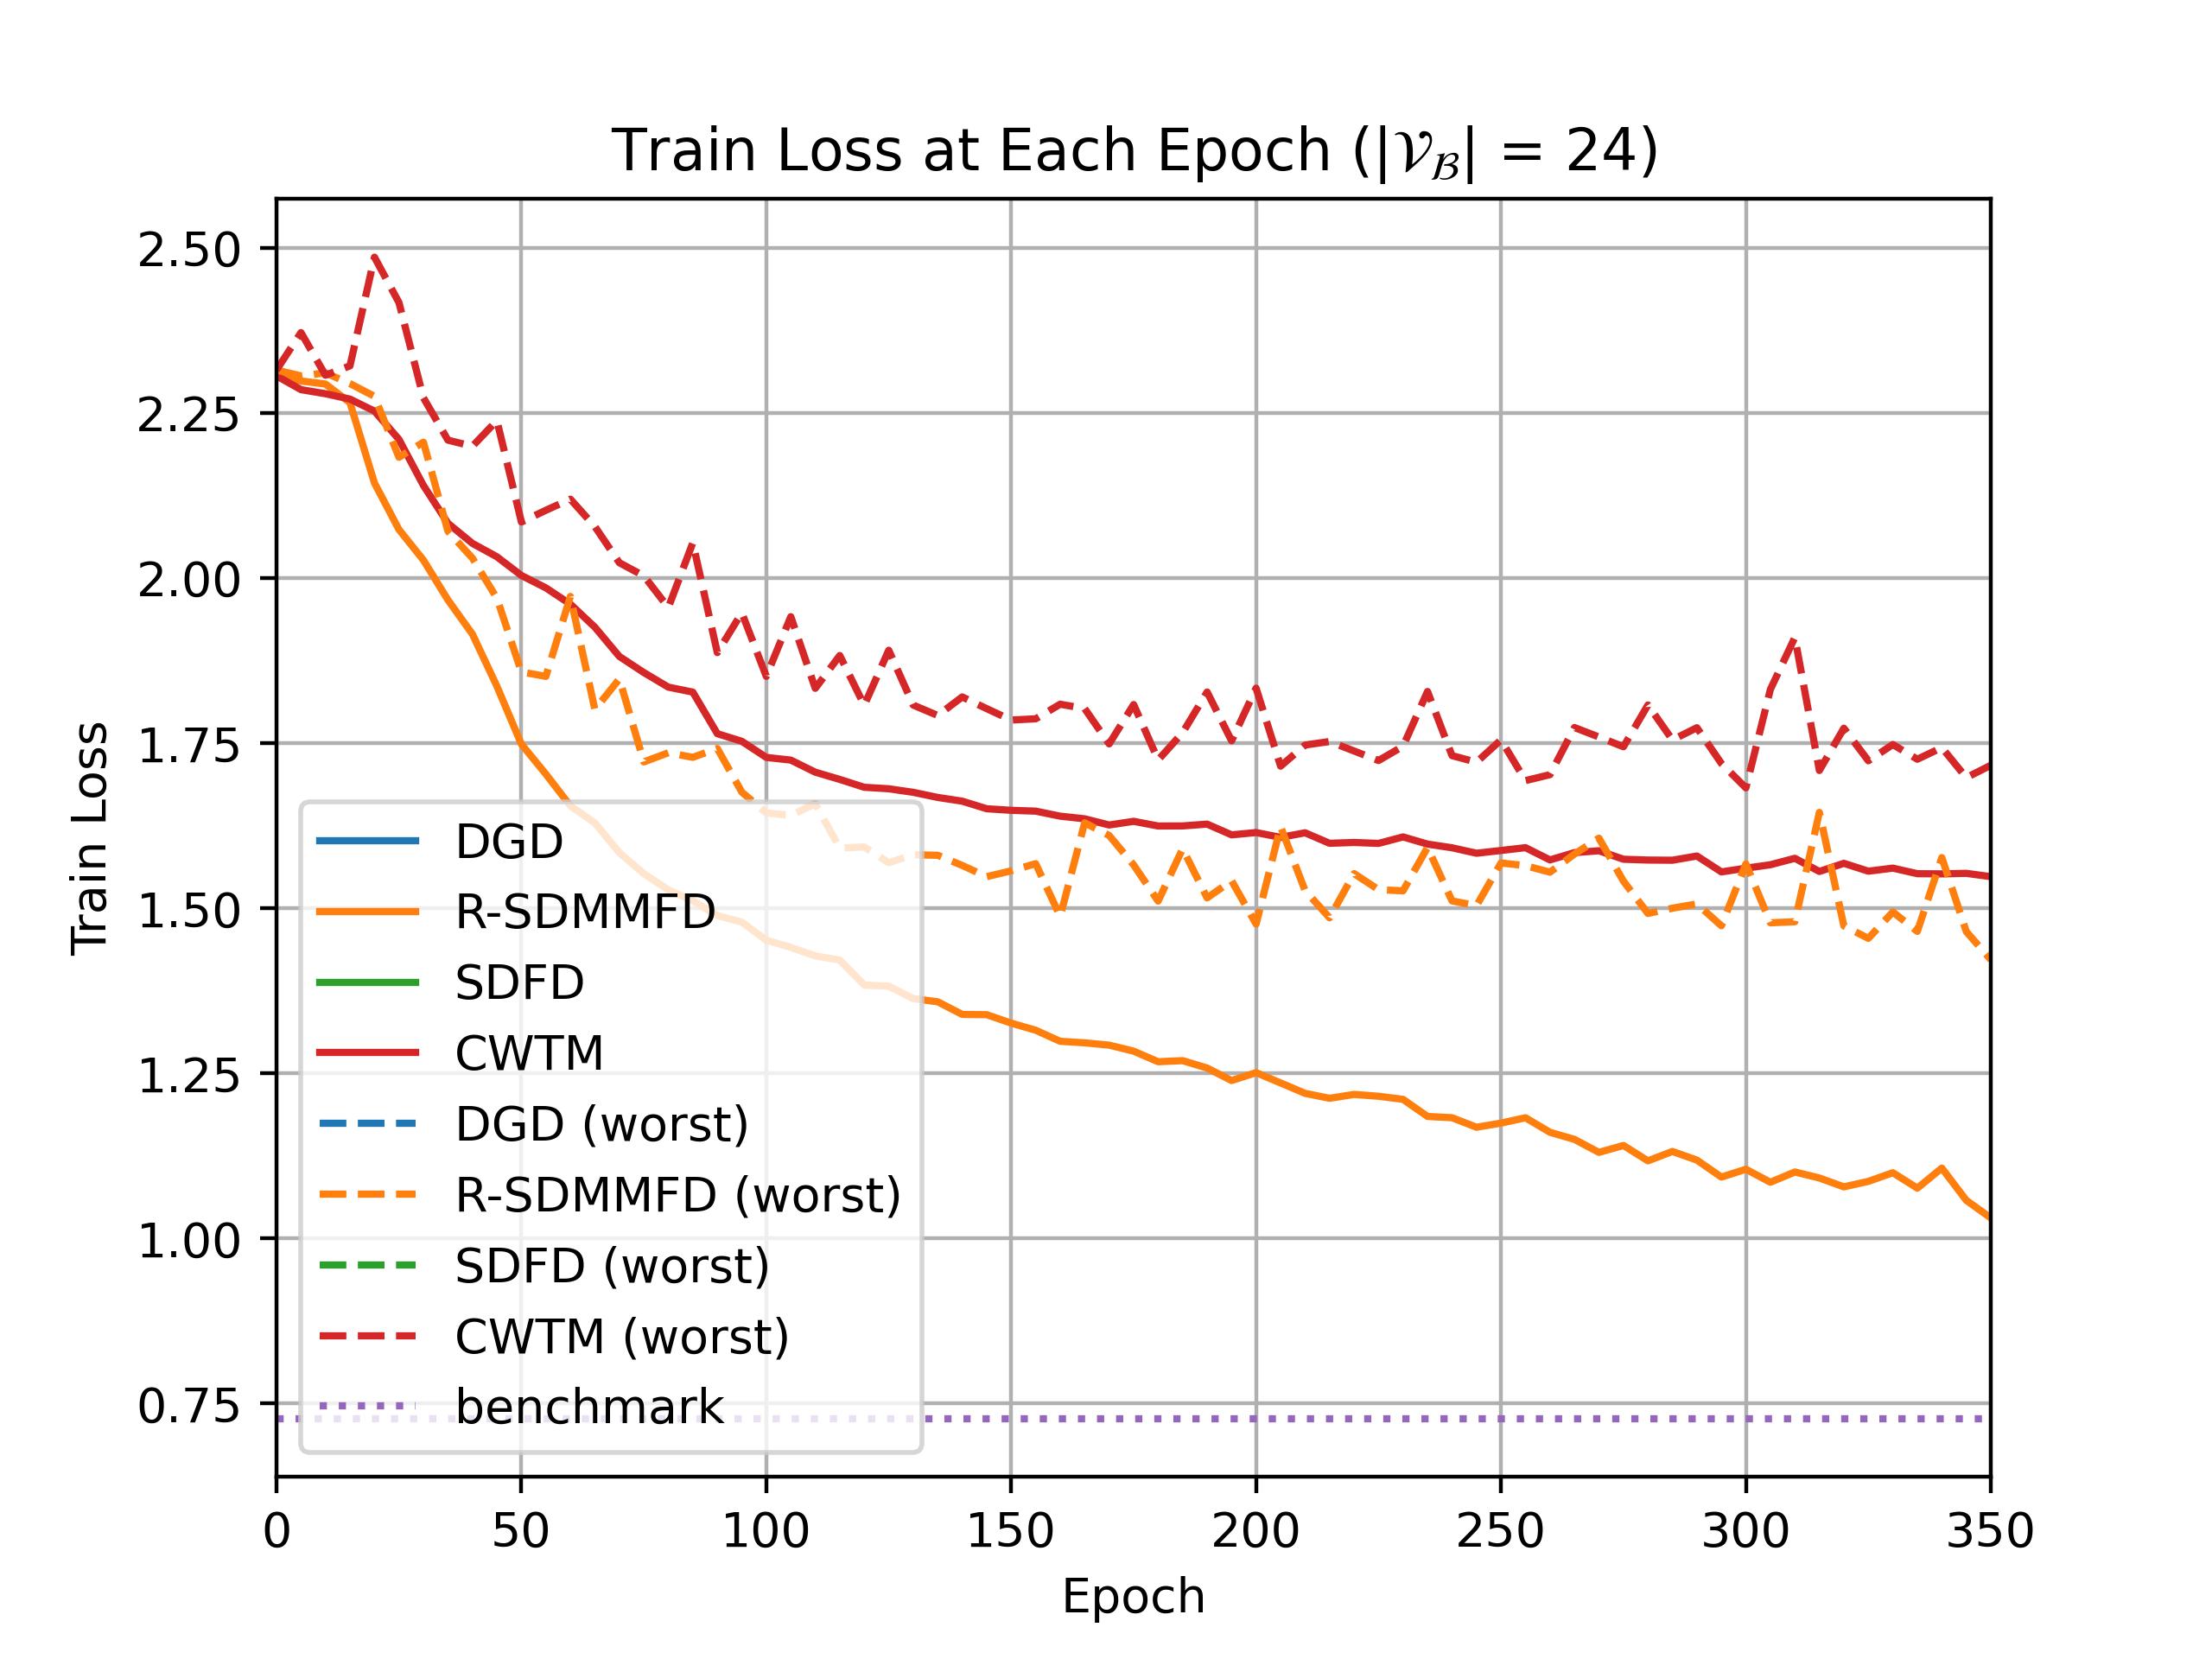 Train Loss at Each Epoch (|𝒱_ℬ| = 24)
2.50
2.25
2.00
1.75
1.50
1.25
1.00
0.75
Train Loss
DGD
R-SDMMFD
SDFD
CWTM
DGD (worst)
R-SDMMFD (worst)
SDFD (worst)
CWTM (worst)
benchmark
0 50 100 150 200 250 300 350
Epoch